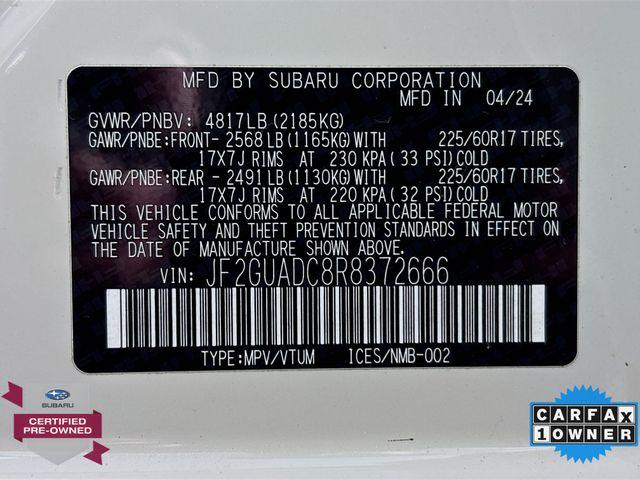 MFD BY SUBARU CORPORATION
MFD IN 04/24
GVWR/PNBV: 4817LB (2185KG)
GAWR/PNBE:FRONT- 2568 LB (1165KG)WITH 225/60R17 TIRES,
17X7J RIMS AT 230 KPA (33 PSI)COLD
GAWR/PNBE:REAR - 2491 LB (1130KG)WITH 225/60R17 TIRES,
17X7J RIMS AT 220 KPA ( 32 PSI)COLD
THIS VEHICLE CONFORMS TO ALL APPLICABLE FEDERAL MOTOR
VEHICLE SAFETY AND THEFT PREVENTION STANDARDS IN EFFECT ON
THE DATE OF MANUFACTURE SHOWN ABOVE.
VIN: JF2GUADC8R8372666
TYPE:MPV/VTUM ICES/NMB-002
SUBARU
CERTIFIED
PRE-OWNED
CARFAX
1 OWNER